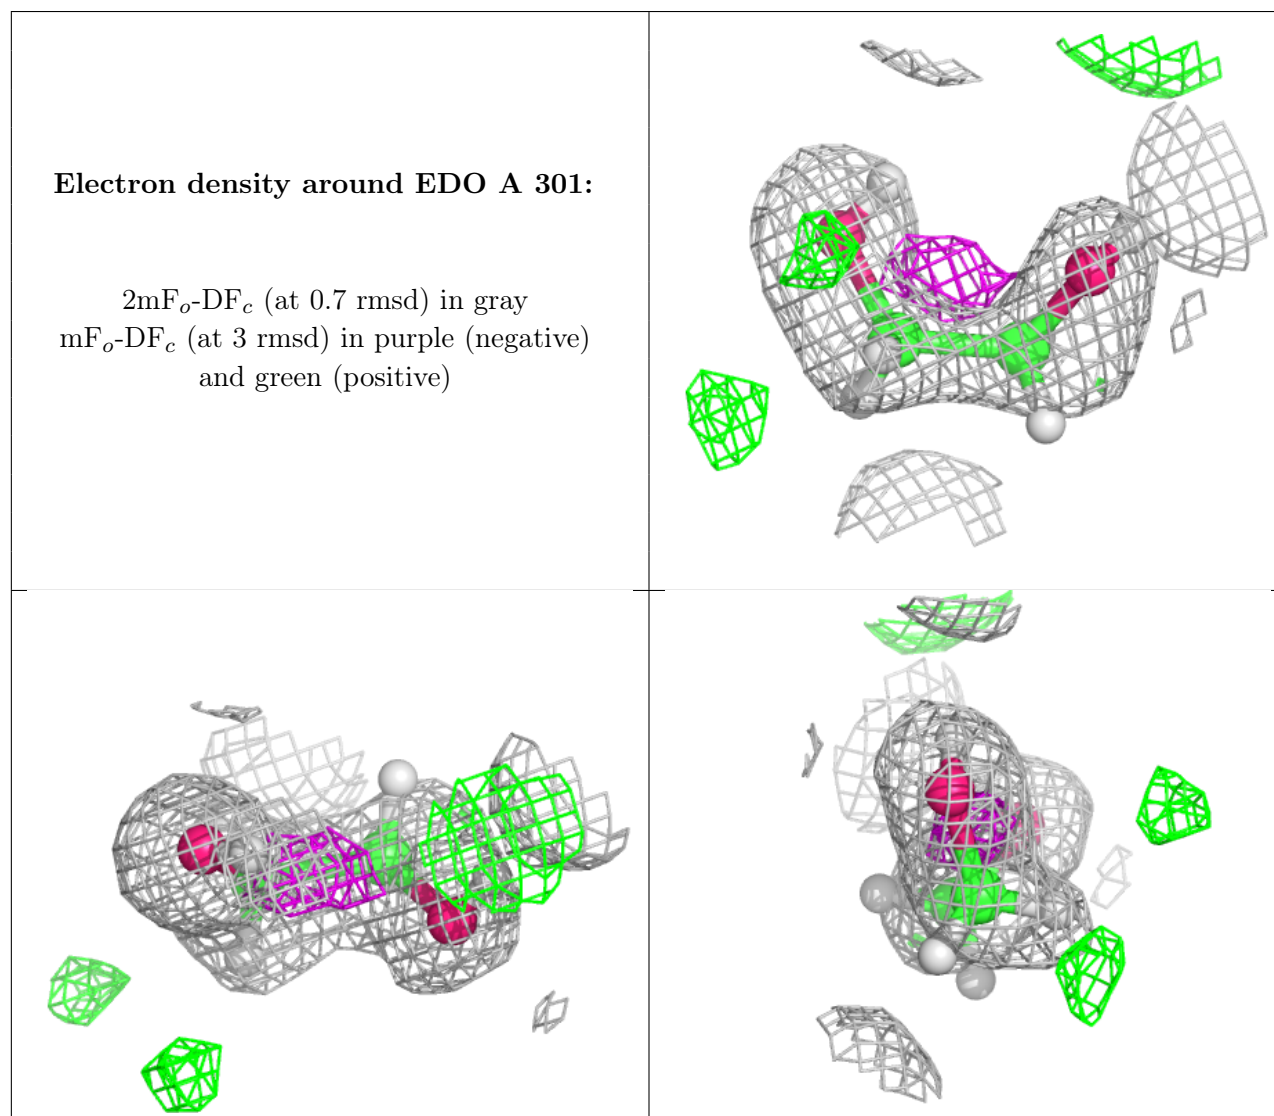 Electron density around EDO A 301:
2mFₒ-DF𝒸 (at 0.7 rmsd) in gray
mFₒ-DF𝒸 (at 3 rmsd) in purple (negative)
and green (positive)